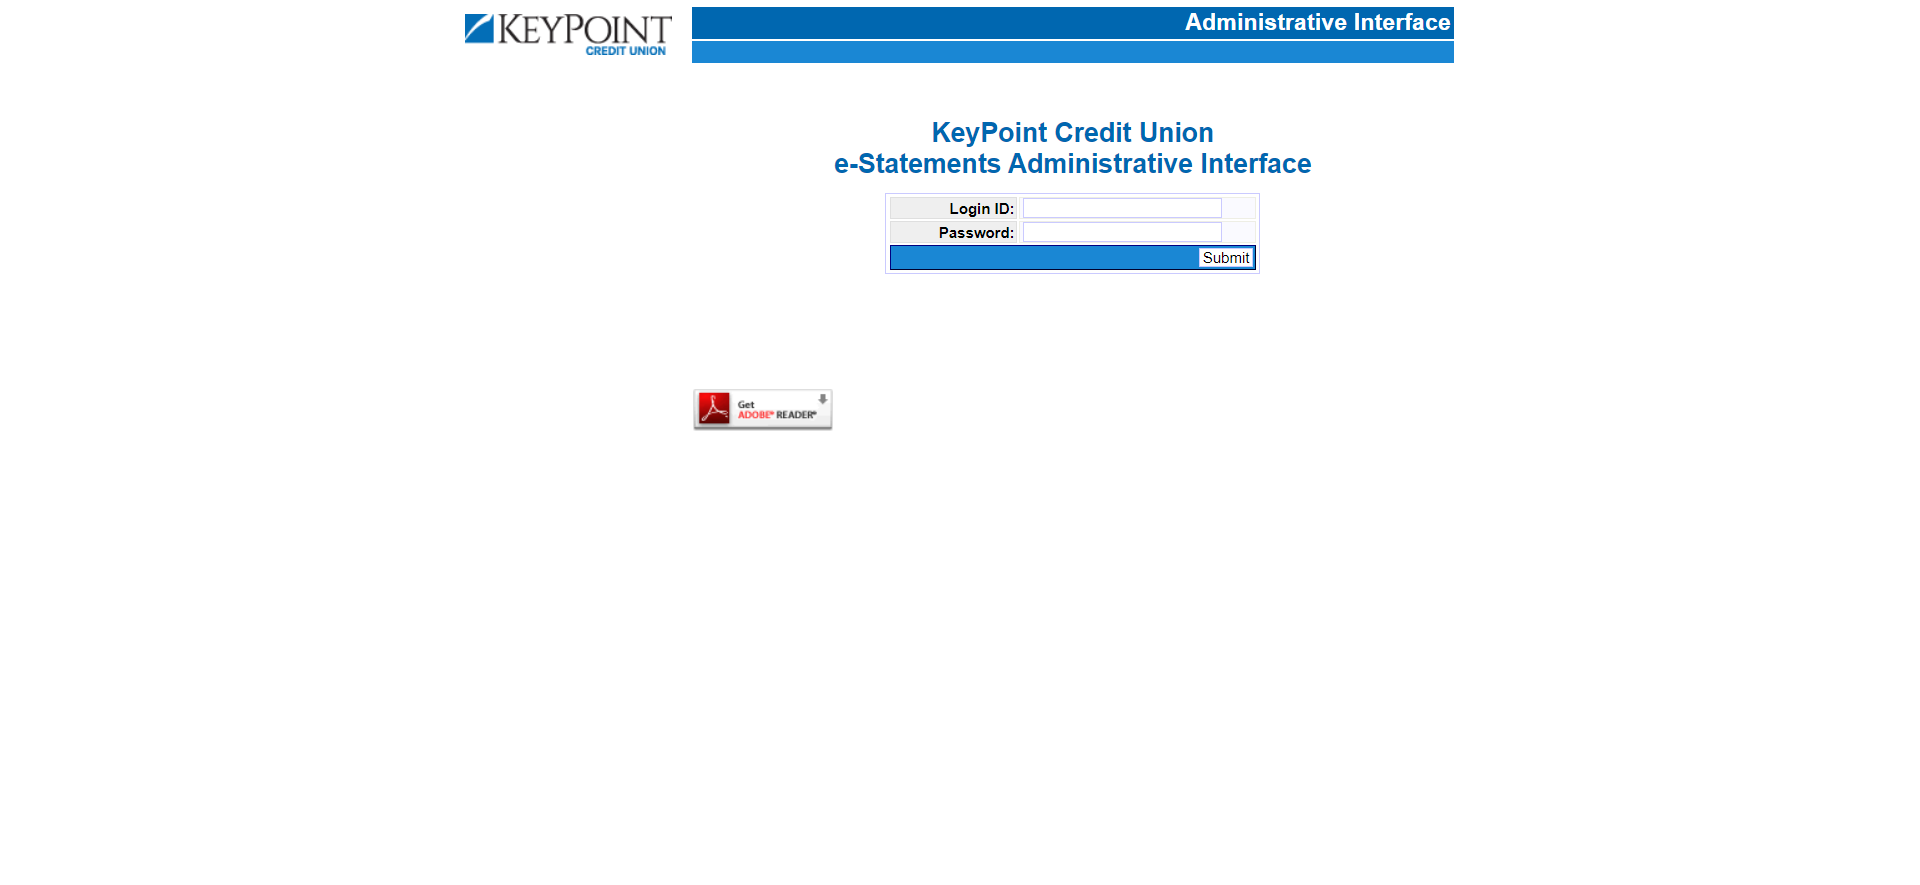 KEYPOINT
CREDIT UNION
Administrative Interface
KeyPoint Credit Union
e-Statements Administrative Interface
Login ID:
Password:
Submit
Get
ADOBE® READER®